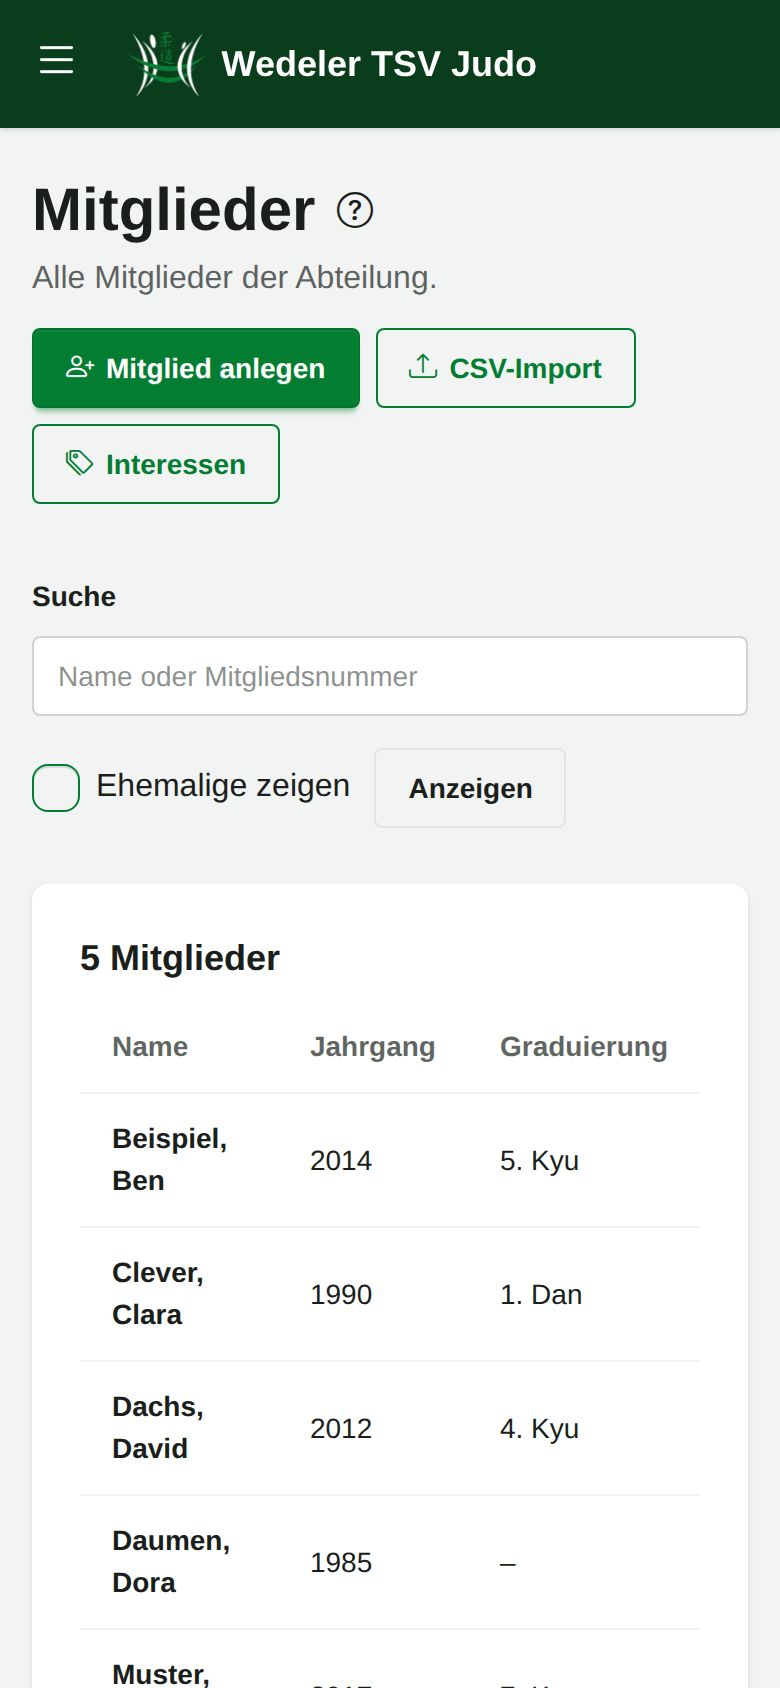 柔道
Wedeler TSV Judo
Mitglieder ?
Alle Mitglieder der Abteilung.
Mitglied anlegen CSV-Import
Interessen
Suche
Name oder Mitgliedsnummer
Ehemalige zeigen Anzeigen
5 Mitglieder
Name Jahrgang Graduierung
Beispiel,
Ben 2014 5. Kyu
Clever,
Clara 1990 1. Dan
Dachs,
David 2012 4. Kyu
Daumen,
Dora 1985 –
Muster,